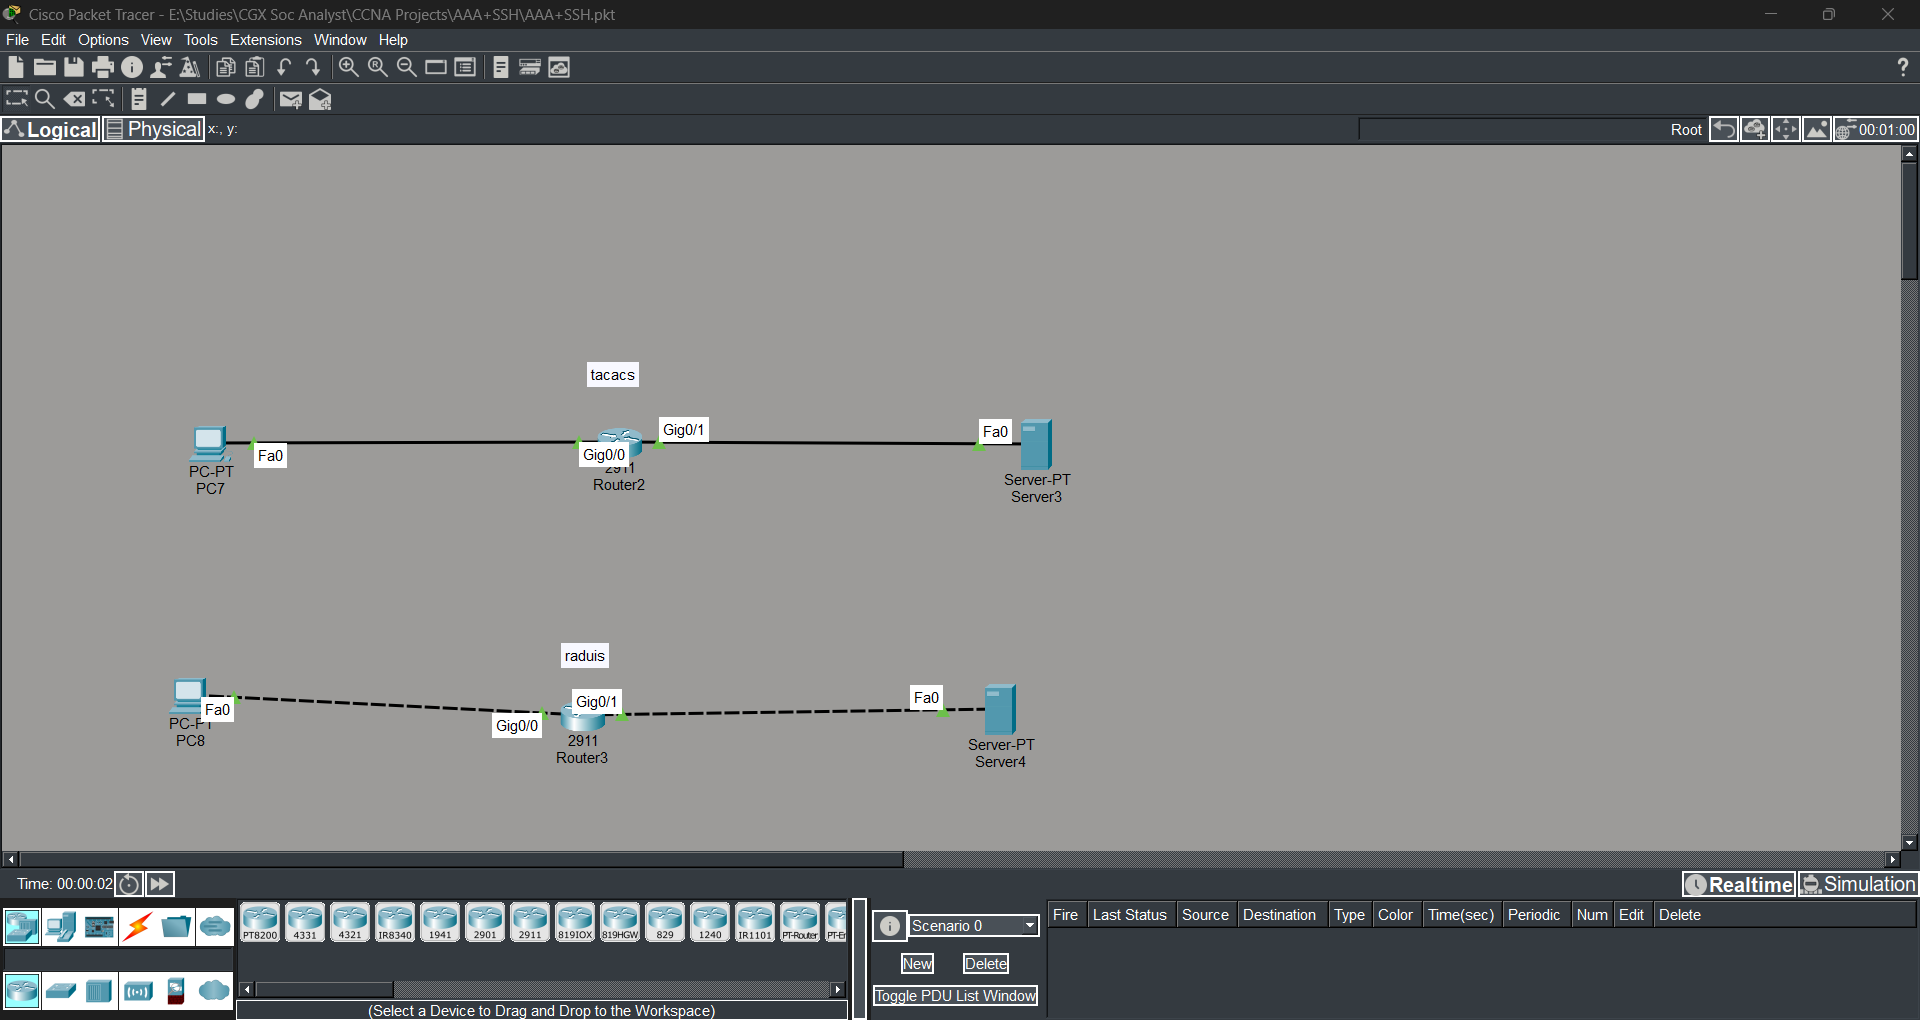 Cisco Packet Tracer - E:\Studies\CGX Soc Analyst\CCNA Projects\AAA+SSH\AAA+SSH.pkt
File Edit Options View Tools Extensions Window Help
?
Logical Physical x:, y: Root 00:01:00
tacacs
Gig0/1
Fa0
Fa0
Gig0/0
PC-PT
PC7
2911
Router2
Server-PT
Server3
raduis
Fa0
Gig0/1
Fa0
Gig0/0
PC-PT
PC8
2911
Router3
Server-PT
Server4
Time: 00:00:02
Realtime Simulation
PT8200 4331 4321 IR8340 1941 2901 2911 819IOX 819HGW 829 1240 IR1101 PT-Router PT-Er
Scenario 0
New Delete
Toggle PDU List Window
Fire Last Status Source Destination Type Color Time(sec) Periodic Num Edit Delete
(Select a Device to Drag and Drop to the Workspace)